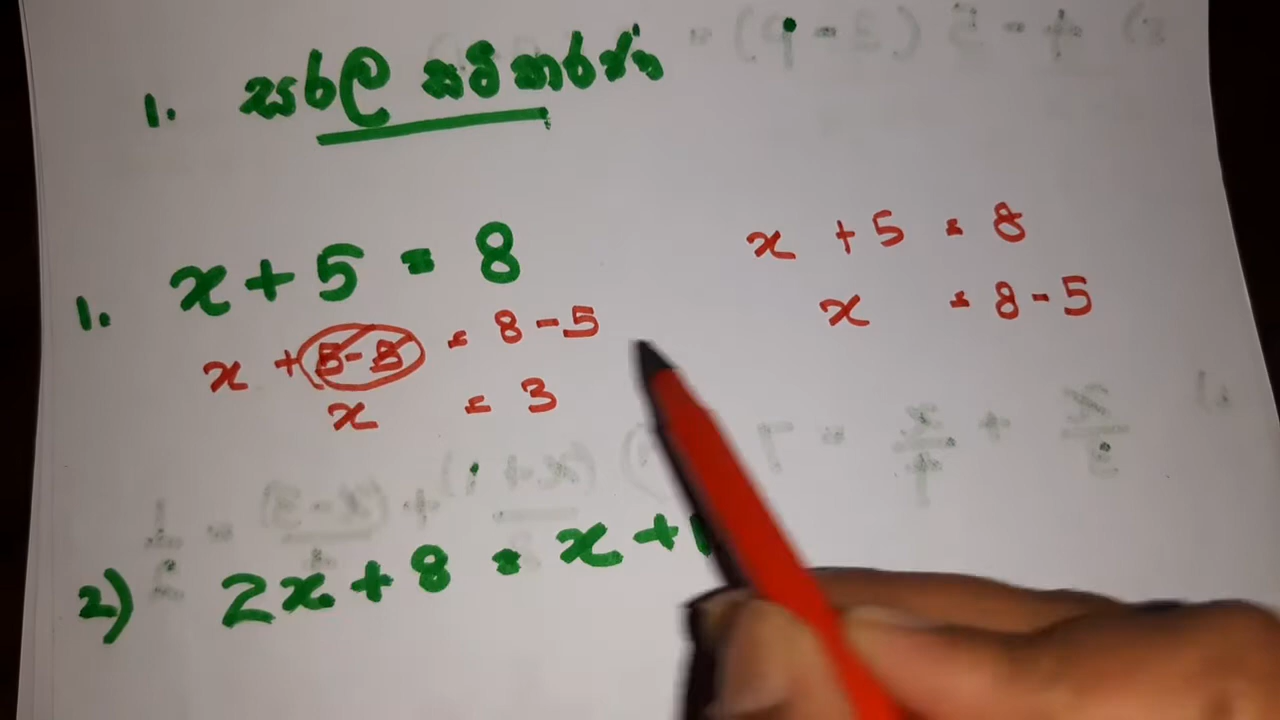 1. සරල සමීකරණ
1. x + 5 = 8
x + 5 - 5 = 8 - 5
x = 3
x + 5 = 8
x = 8 - 5
2) 2x + 8 = x +